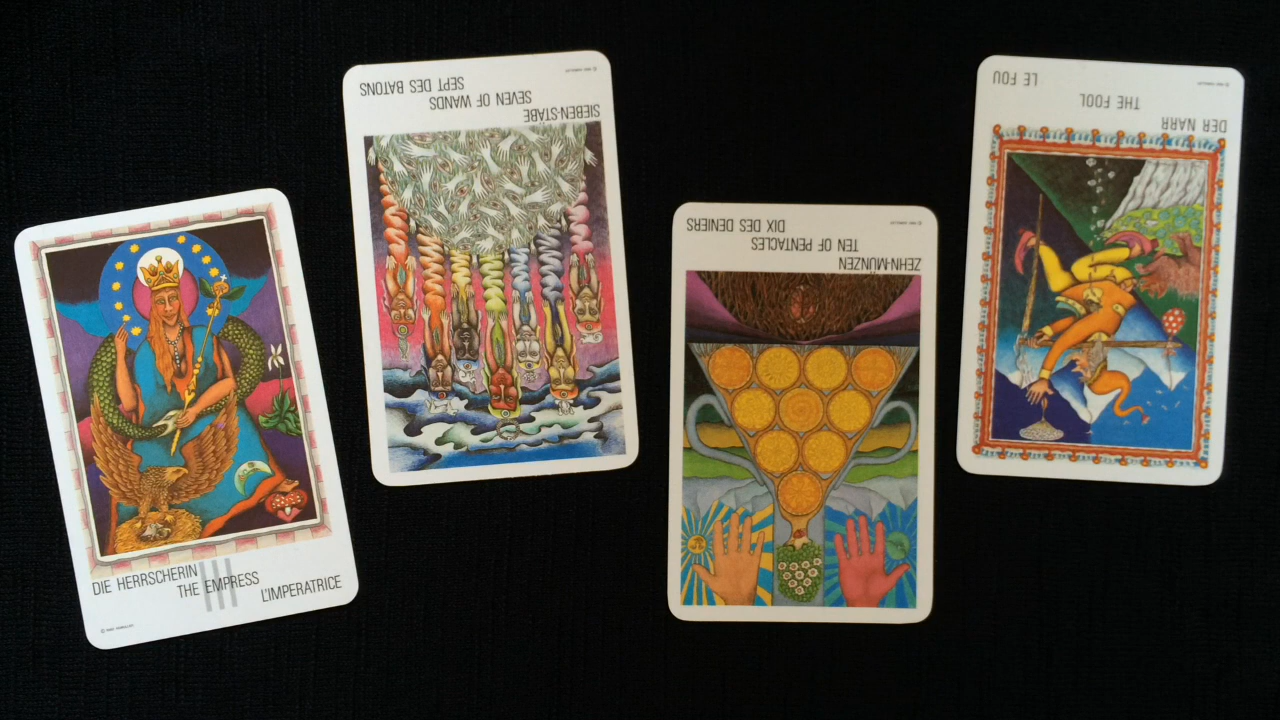 DIE HERRSCHERIN
THE EMPRESS
L'IMPERATRICE
III
SIEBEN-STÄBE
SEVEN OF WANDS
SEPT DES BATONS
ZEHN-MÜNZEN
TEN OF PENTACLES
DIX DES DENIERS
DER NARR
THE FOOL
LE FOU